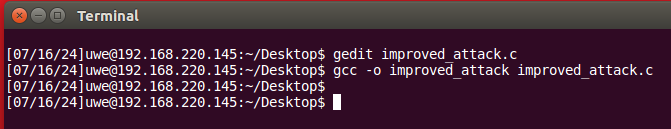 Terminal
[07/16/24]uwe@192.168.220.145:~/Desktop$ gedit improved_attack.c
[07/16/24]uwe@192.168.220.145:~/Desktop$ gcc -o improved_attack improved_attack.c
[07/16/24]uwe@192.168.220.145:~/Desktop$
[07/16/24]uwe@192.168.220.145:~/Desktop$